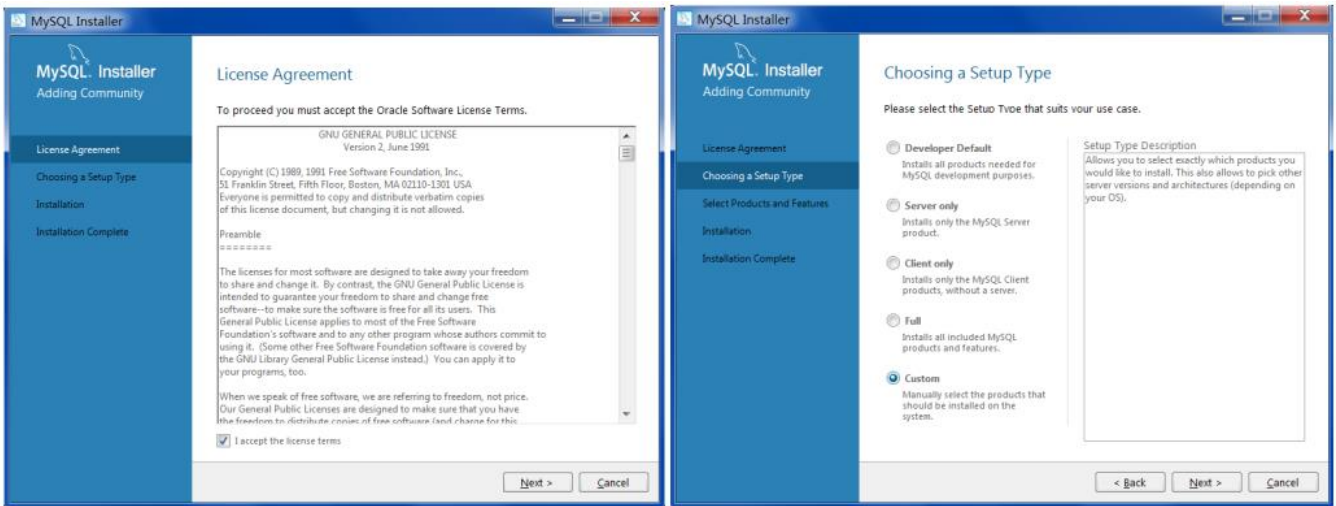 MySQL Installer
MySQL. Installer
Adding Community
License Agreement
Choosing a Setup Type
Installation
Installation Complete
License Agreement
To proceed you must accept the Oracle Software License Terms.
GNU GENERAL PUBLIC LICENSE
Version 2, June 1991
Copyright (C) 1989, 1991 Free Software Foundation, Inc.,
51 Franklin Street, Fifth Floor, Boston, MA 02110-1301 USA
Everyone is permitted to copy and distribute verbatim copies
of this license document, but changing it is not allowed.
Preamble
========
The licenses for most software are designed to take away your freedom
to share and change it. By contrast, the GNU General Public License is
intended to guarantee your freedom to share and change free
software--to make sure the software is free for all its users. This
General Public License applies to most of the Free Software
Foundation's software and to any other program whose authors commit to
using it. (Some other Free Software Foundation software is covered by
the GNU Library General Public License instead.) You can apply it to
your programs, too.
When we speak of free software, we are referring to freedom, not price.
Our General Public Licenses are designed to make sure that you have
the freedom to distribute copies of free software (and charge for this
I accept the license terms
Next >
Cancel
MySQL Installer
MySQL. Installer
Adding Community
License Agreement
Choosing a Setup Type
Select Products and Features
Installation
Installation Complete
Choosing a Setup Type
Please select the Setup Type that suits your use case.
Developer Default
Installs all products needed for
MySQL development purposes.
Server only
Installs only the MySQL Server
product.
Client only
Installs only the MySQL Client
products, without a server.
Full
Installs all included MySQL
products and features.
Custom
Manually select the products that
should be installed on the
system.
Setup Type Description
Allows you to select exactly which products you
would like to install. This also allows to pick other
server versions and architectures (depending on
your OS).
< Back
Next >
Cancel